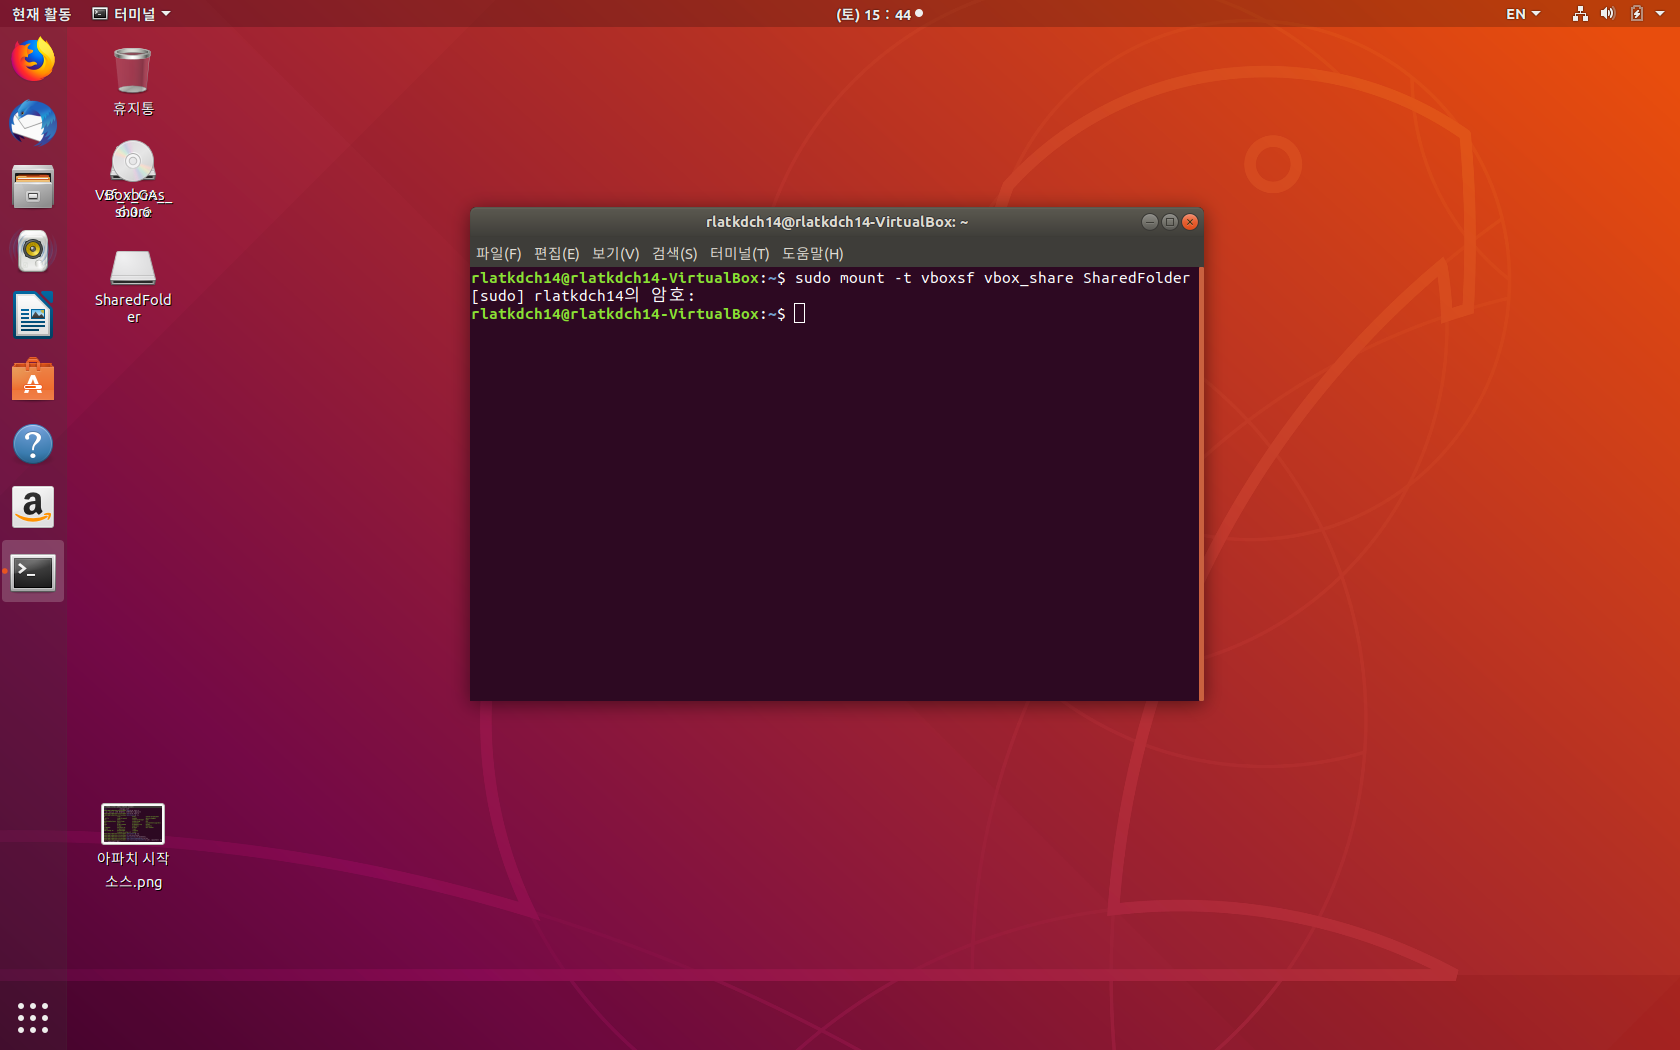 현재 활동
터미널
(토) 15 : 44
EN
휴지통
share
SharedFold
er
rlatkdch14@rlatkdch14-VirtualBox: ~
파일(F) 편집(E) 보기(V) 검색(S) 터미널(T) 도움말(H)
rlatkdch14@rlatkdch14-VirtualBox:~$ sudo mount -t vboxsf vbox_share SharedFolder
[sudo] rlatkdch14의 암호:
rlatkdch14@rlatkdch14-VirtualBox:~$
아파치 시작
소스.png